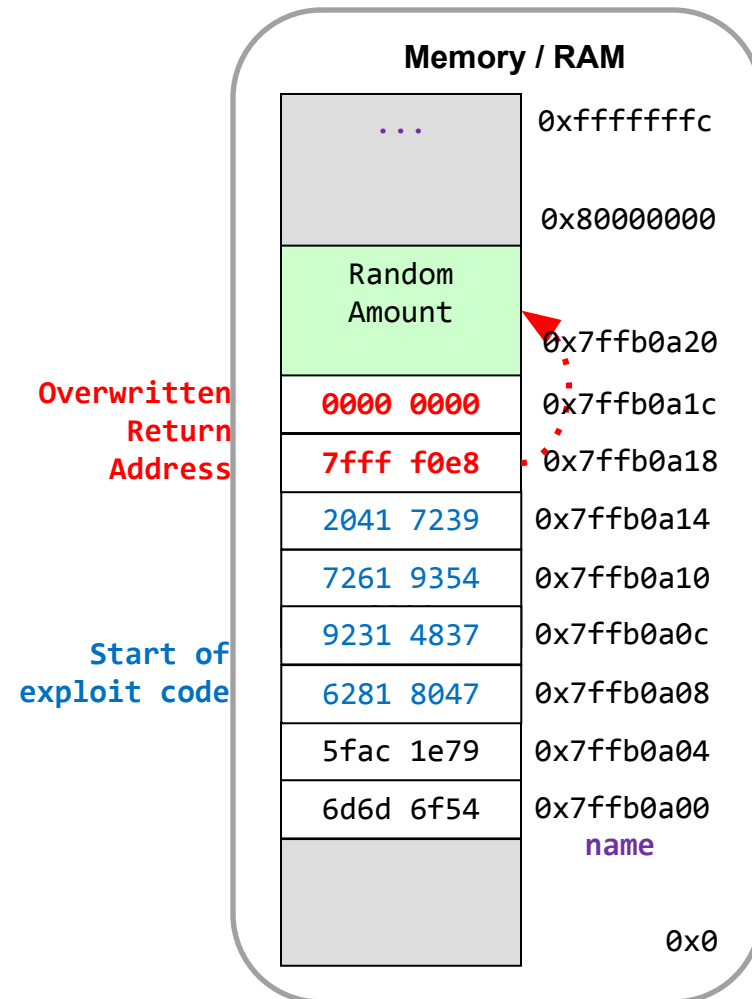 Memory / RAM
... 0xfffffffc
0x80000000
Random
Amount
0x7ffb0a20
Overwritten
Return
Address
0000 0000 0x7ffb0a1c
7fff f0e8 0x7ffb0a18
2041 7239 0x7ffb0a14
7261 9354 0x7ffb0a10
9231 4837 0x7ffb0a0c
Start of
exploit code
6281 8047 0x7ffb0a08
5fac 1e79 0x7ffb0a04
6d6d 6f54 0x7ffb0a00
name
0x0